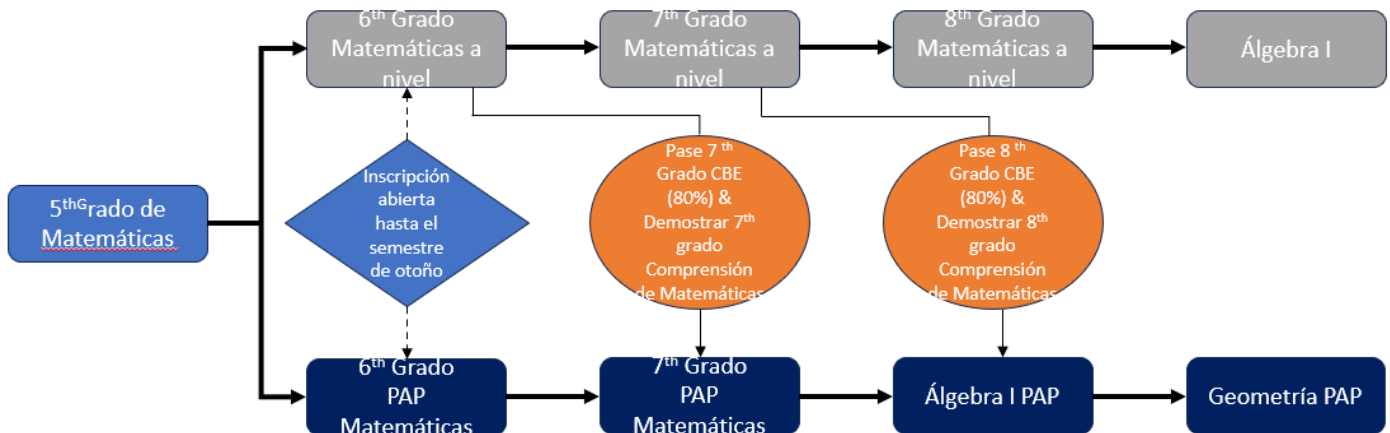 6th Grado
Matemáticas a
nivel
7th Grado
Matemáticas a
nivel
8th Grado
Matemáticas a
nivel
Álgebra I
5thGrado de
Matemáticas
Inscripción
abierta
hasta el
semestre
de otoño
Pase 7 th
Grado CBE
(80%) &
Demostrar 7th
grado
Comprensión
de Matemáticas
Pase 8 th
Grado CBE
(80%) &
Demostrar 8th
grado
Comprensión
de Matemáticas
6th Grado
PAP
Matemáticas
7th Grado
PAP
Matemáticas
Álgebra I PAP
Geometría PAP